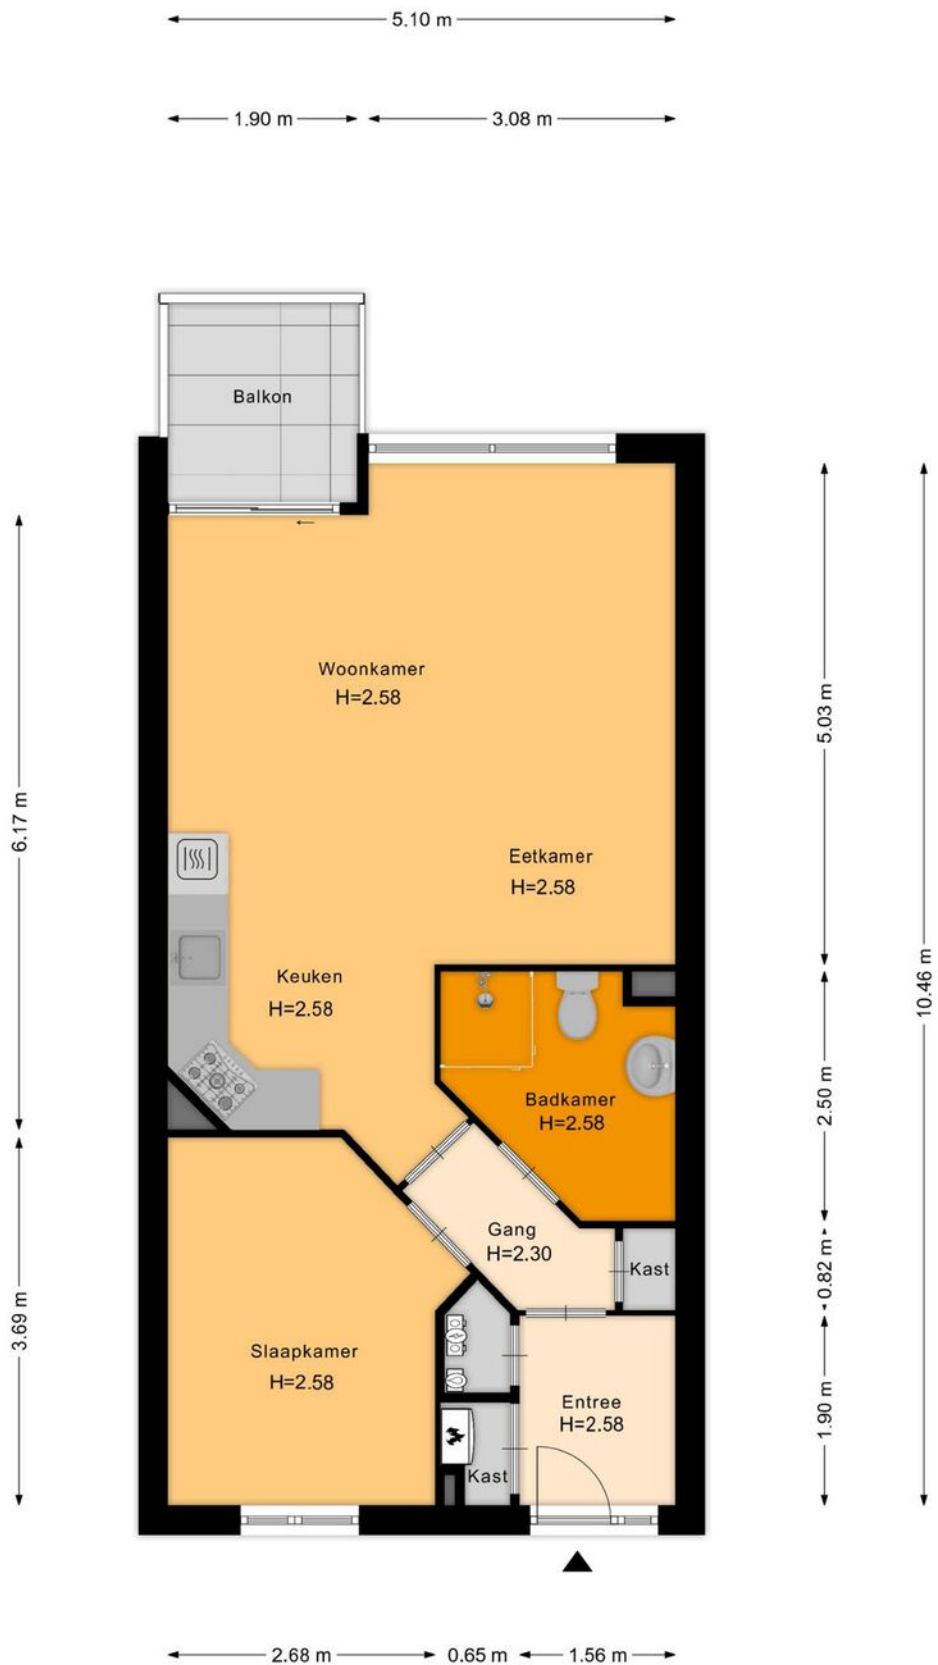 5.10 m
1.90 m
3.08 m
Balkon
Woonkamer
H=2.58
5.03 m
6.17 m
Eetkamer
H=2.58
Keuken
H=2.58
10.46 m
Badkamer
H=2.58
2.50 m
Gang
H=2.30
Kast
0.82 m
Slaapkamer
H=2.58
3.69 m
Entree
H=2.58
1.90 m
Kast
2.68 m
0.65 m
1.56 m